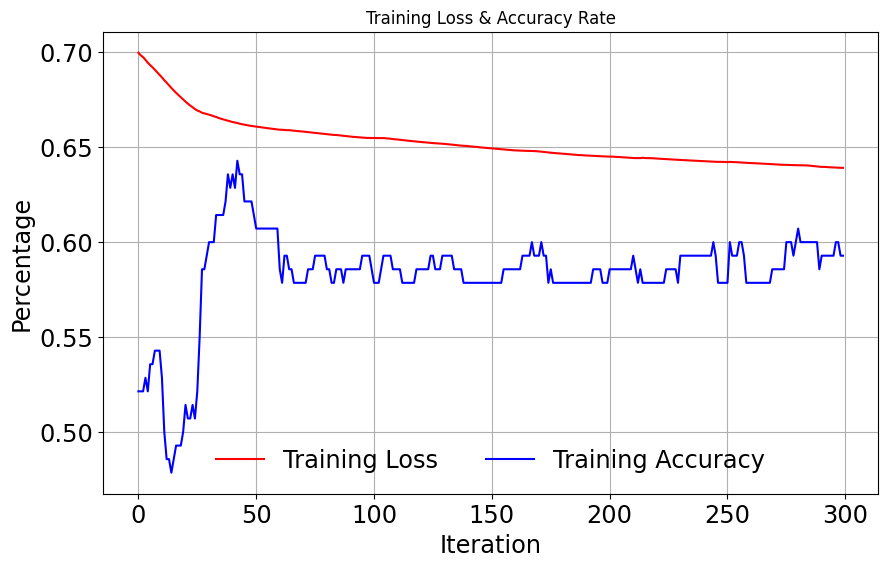 Training Loss & Accuracy Rate
0.70
0.65
0.60
0.55
0.50
Percentage
Training Loss
Training Accuracy
0 50 100 150 200 250 300
Iteration